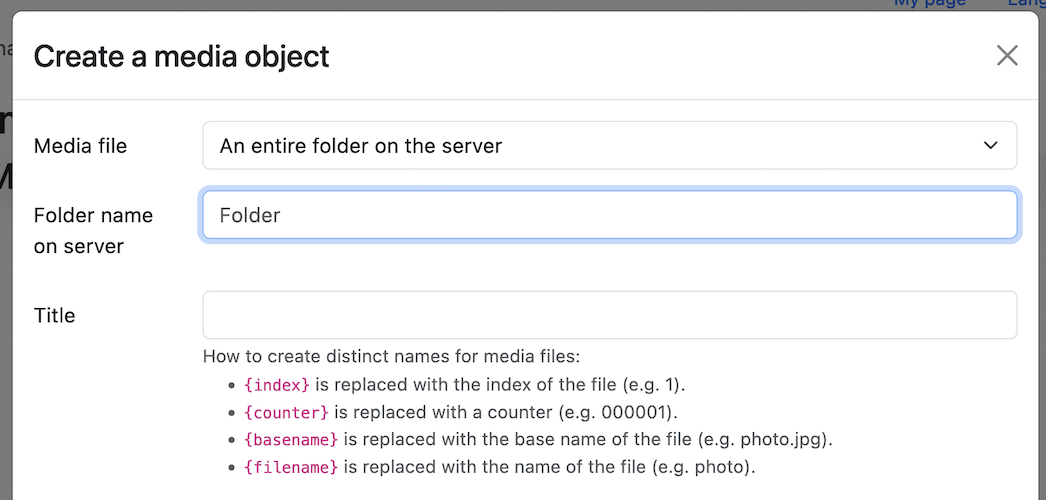 My page
Create a media object
Media file
An entire folder on the server
Folder name
on server
Folder
Title
How to create distinct names for media files:
• {index} is replaced with the index of the file (e.g. 1).
• {counter} is replaced with a counter (e.g. 000001).
• {basename} is replaced with the base name of the file (e.g. photo.jpg).
• {filename} is replaced with the name of the file (e.g. photo).